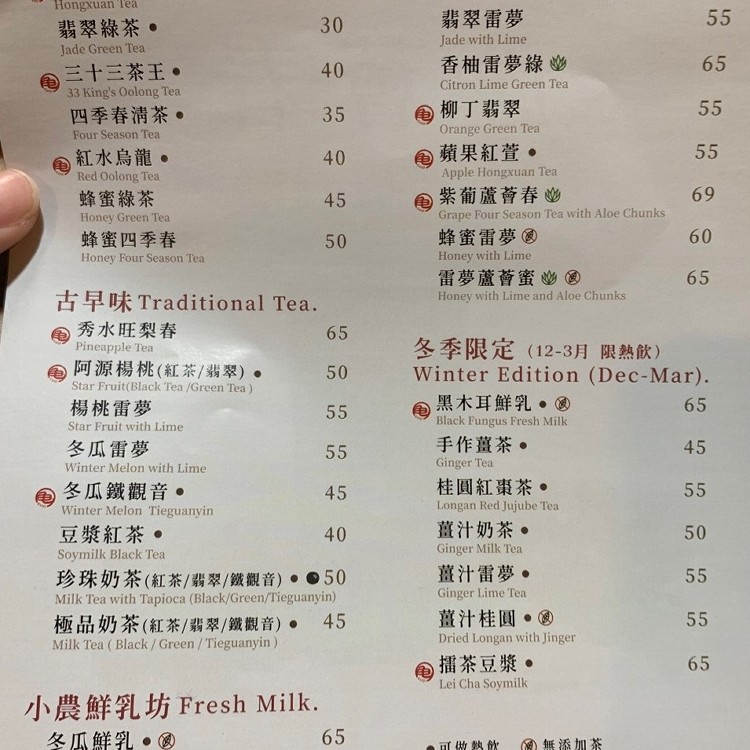 Hongxuan Tea
翡翠綠茶 • 30
Jade Green Tea
三十三茶王 • 40
33 King's Oolong Tea
四季春清茶 • 35
Four Season Tea
紅水烏龍 • 40
Red Oolong Tea
蜂蜜綠茶 45
Honey Green Tea
蜂蜜四季春 50
Honey Four Season Tea
古早味 Traditional Tea.
秀水旺梨春 65
Pineapple Tea
阿源楊桃(紅茶/翡翠) • 50
Star Fruit(Black Tea /Green Tea )
楊桃雷夢 55
Star Fruit with Lime
冬瓜雷夢 55
Winter Melon with Lime
冬瓜鐵觀音 • 45
Winter Melon Tieguanyin
豆漿紅茶 • 40
Soymilk Black Tea
珍珠奶茶(紅茶/翡翠/鐵觀音) • 50
Milk Tea with Tapioca (Black/Green/Tieguanyin)
極品奶茶(紅茶/翡翠/鐵觀音) • 45
Milk Tea ( Black / Green / Tieguanyin )
小農鮮乳坊 Fresh Milk.
冬瓜鮮乳 • 65
翡翠雷夢 55
Jade with Lime
香柚雷夢綠 65
Citron Lime Green Tea
柳丁翡翠 55
Orange Green Tea
蘋果紅萱 • 55
Apple Hongxuan Tea
紫葡蘆薈春 69
Grape Four Season Tea with Aloe Chunks
蜂蜜雷夢 60
Honey with Lime
雷夢蘆薈蜜 65
Honey with Lime and Aloe Chunks
冬季限定 (12-3月 限熱飲)
Winter Edition (Dec-Mar).
黑木耳鮮乳 • 65
Black Fungus Fresh Milk
手作薑茶 • 45
Ginger Tea
桂圓紅棗茶 • 55
Longan Red Jujube Tea
薑汁奶茶 • 50
Ginger Milk Tea
薑汁雷夢 • 55
Ginger Lime Tea
薑汁桂圓 • 55
Dried Longan with Jinger
擂茶豆漿 • 65
Lei Cha Soymilk
• 可做熱飲 無添加茶